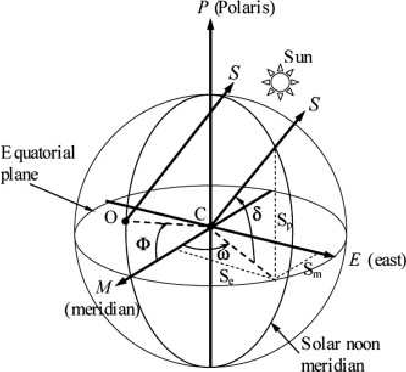 P (Polaris)
Sun
S
S
Equatorial
plane
O
C
Φ
δ
ω
Sp
Se
Sm
E (east)
M
(meridian)
Solar noon
meridian